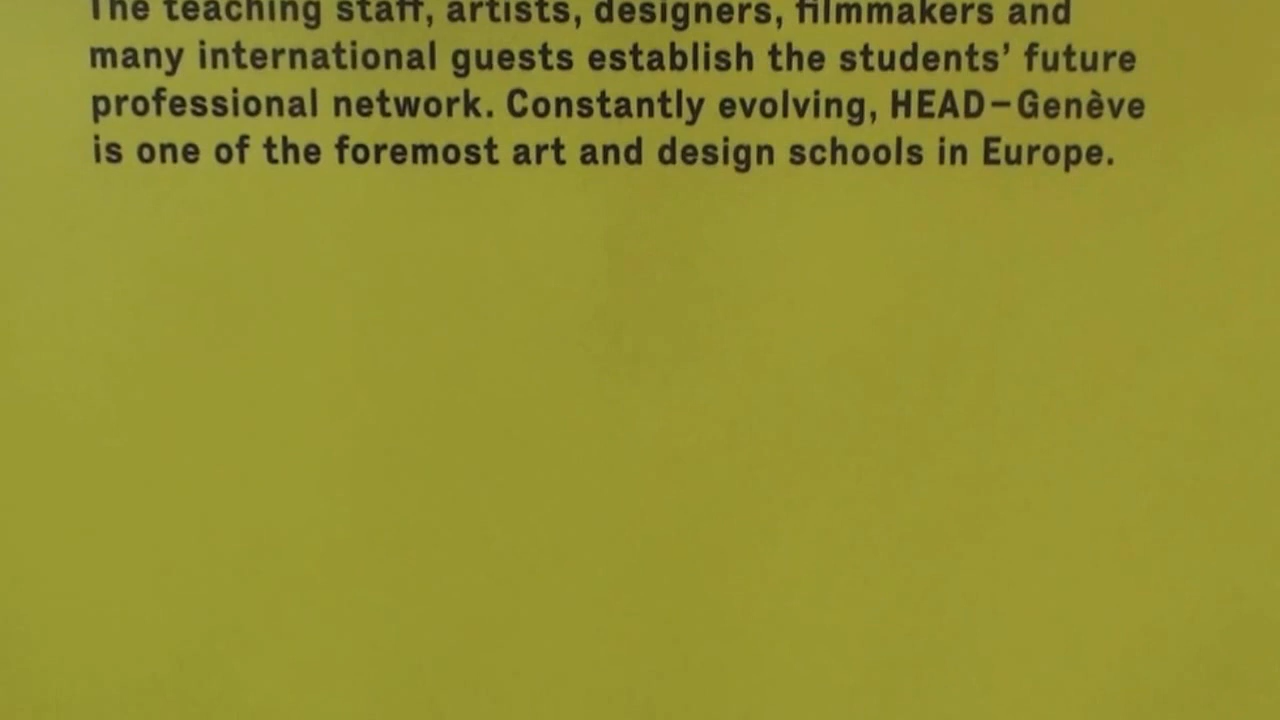 The teaching staff, artists, designers, filmmakers and
many international guests establish the students’ future
professional network. Constantly evolving, HEAD–Genève
is one of the foremost art and design schools in Europe.